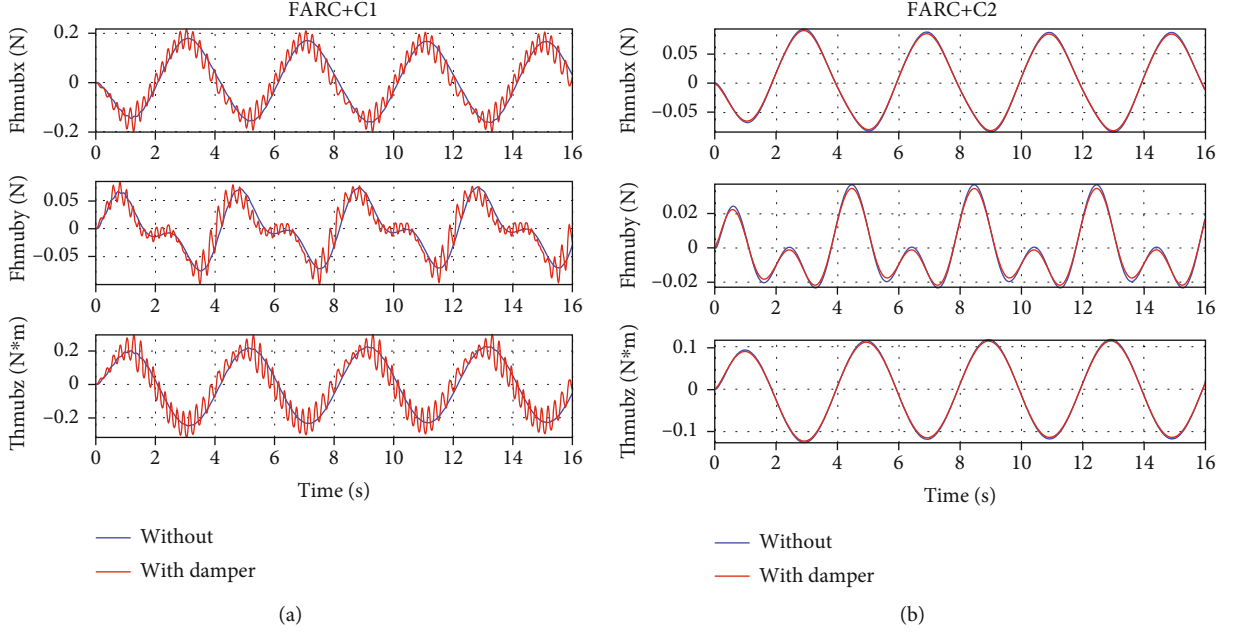 FARC+C1
Fhmubx (N)
0.2
0
−0.2
0 2 4 6 8 10 12 14 16
Fhmuby (N)
0.05
0
−0.05
0 2 4 6 8 10 12 14 16
Thmubz (N*m)
0.2
0
−0.2
0 2 4 6 8 10 12 14 16
Time (s)
Without
With damper
(a)
FARC+C2
Fhmubx (N)
0.05
0
−0.05
0 2 4 6 8 10 12 14 16
Fhmuby (N)
0.02
0
−0.02
0 2 4 6 8 10 12 14 16
Thmubz (N*m)
0.1
0
−0.1
0 2 4 6 8 10 12 14 16
Time (s)
Without
With damper
(b)